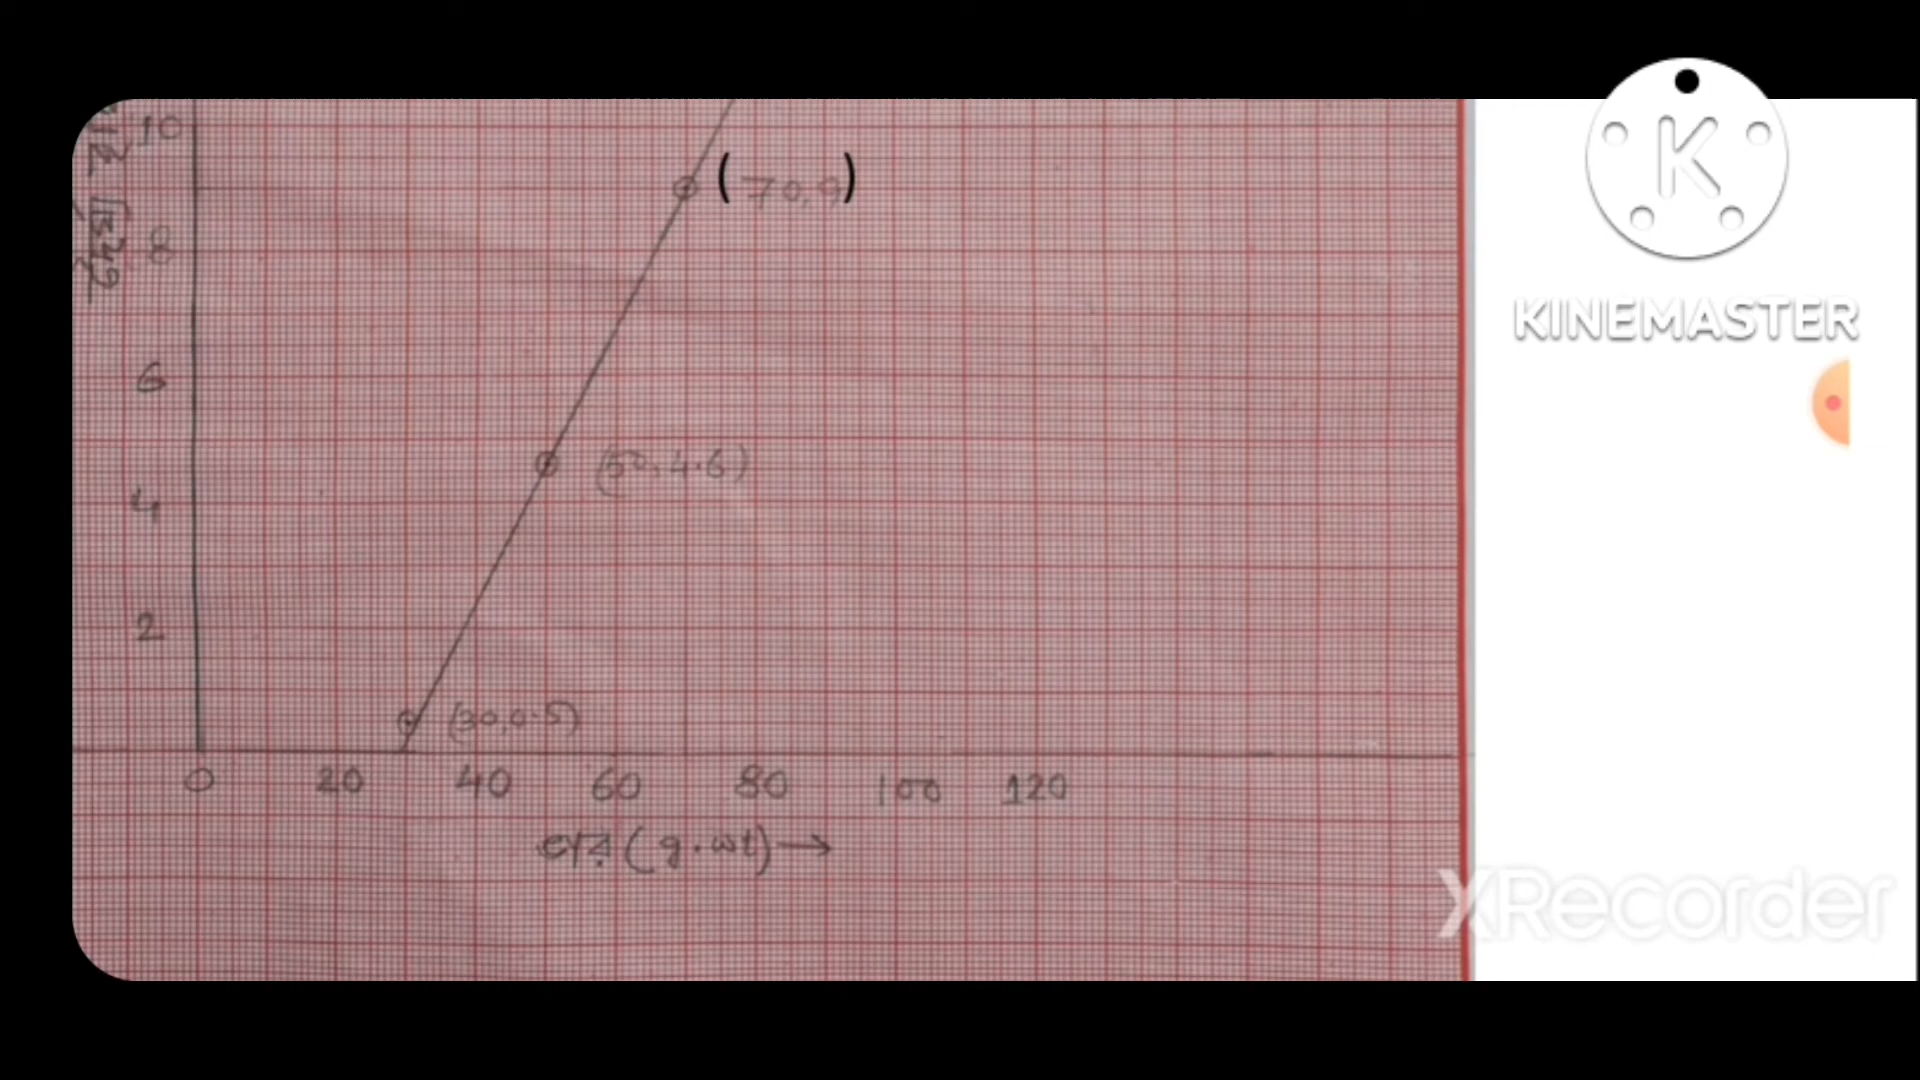 10
(70,9)
8
6
(50,4.6)
4
2
(30,0.5)
0 20 40 60 80 100 120
ভার (g.wt)→
K
KINEMASTER
XRecorder